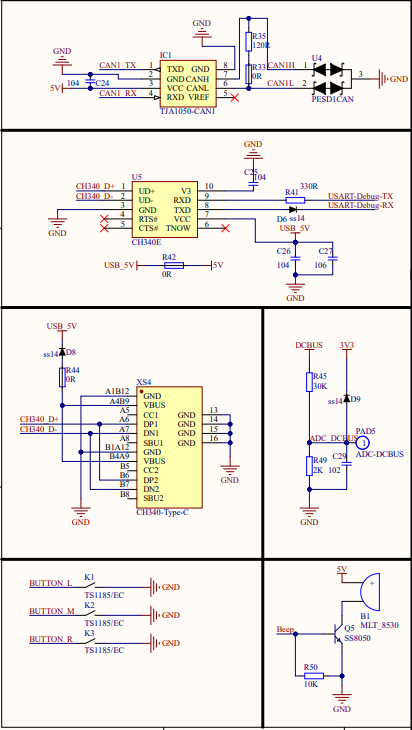 GND
IC1
R35
120R
CAN1_TX 1 TXD GND 8
CAN1H 1 U4
GND 2 GND CANH 7
R33
0R
3 GND
5V 104 C24 3 VCC CANL 6
CAN1L 2
CAN1_RX 4 RXD VREF 5
PESD1CAN
TJA1050-CAN1
GND
U5
C25
104
CH340_D+ 1 UD+ V3 10
R41 330R
CH340_D- 2 UD- RXD 9
USART-Debug-TX
3 GND TXD 8
USART-Debug-RX
GND 4 RTS# VCC 7
D6 ss14
5 CTS# TNOW 6
USB_5V
CH340E
C26 C27
104 106
R42
USB_5V 5V
0R
GND
USB_5V
ss14 D8
R44
0R
XS4
A1B12 GND
A4B9 VBUS
A5 CC1 GND 13
CH340_D+ A6 DP1 GND 14
CH340_D- A7 DN1 GND 15
A8 SBU1 GND 16
B1A12 GND
B4A9 VBUS
B5 CC2
B6 DP2
B7 DN2
B8 SBU2
GND
GND
CH340-Type-C
DCBUS 3V3
R45
30K
ss14 D9
PAD5
ADC_DCBUS 1
ADC-DCBUS
R49
2K
C29
102
GND
BUTTON_L K1 GND
TS1185/EC
BUTTON_M K2 GND
TS1185/EC
BUTTON_R K3 GND
TS1185/EC
5V
B1
MLT_8530
Beep
Q5
SS8050
R50
10K
GND